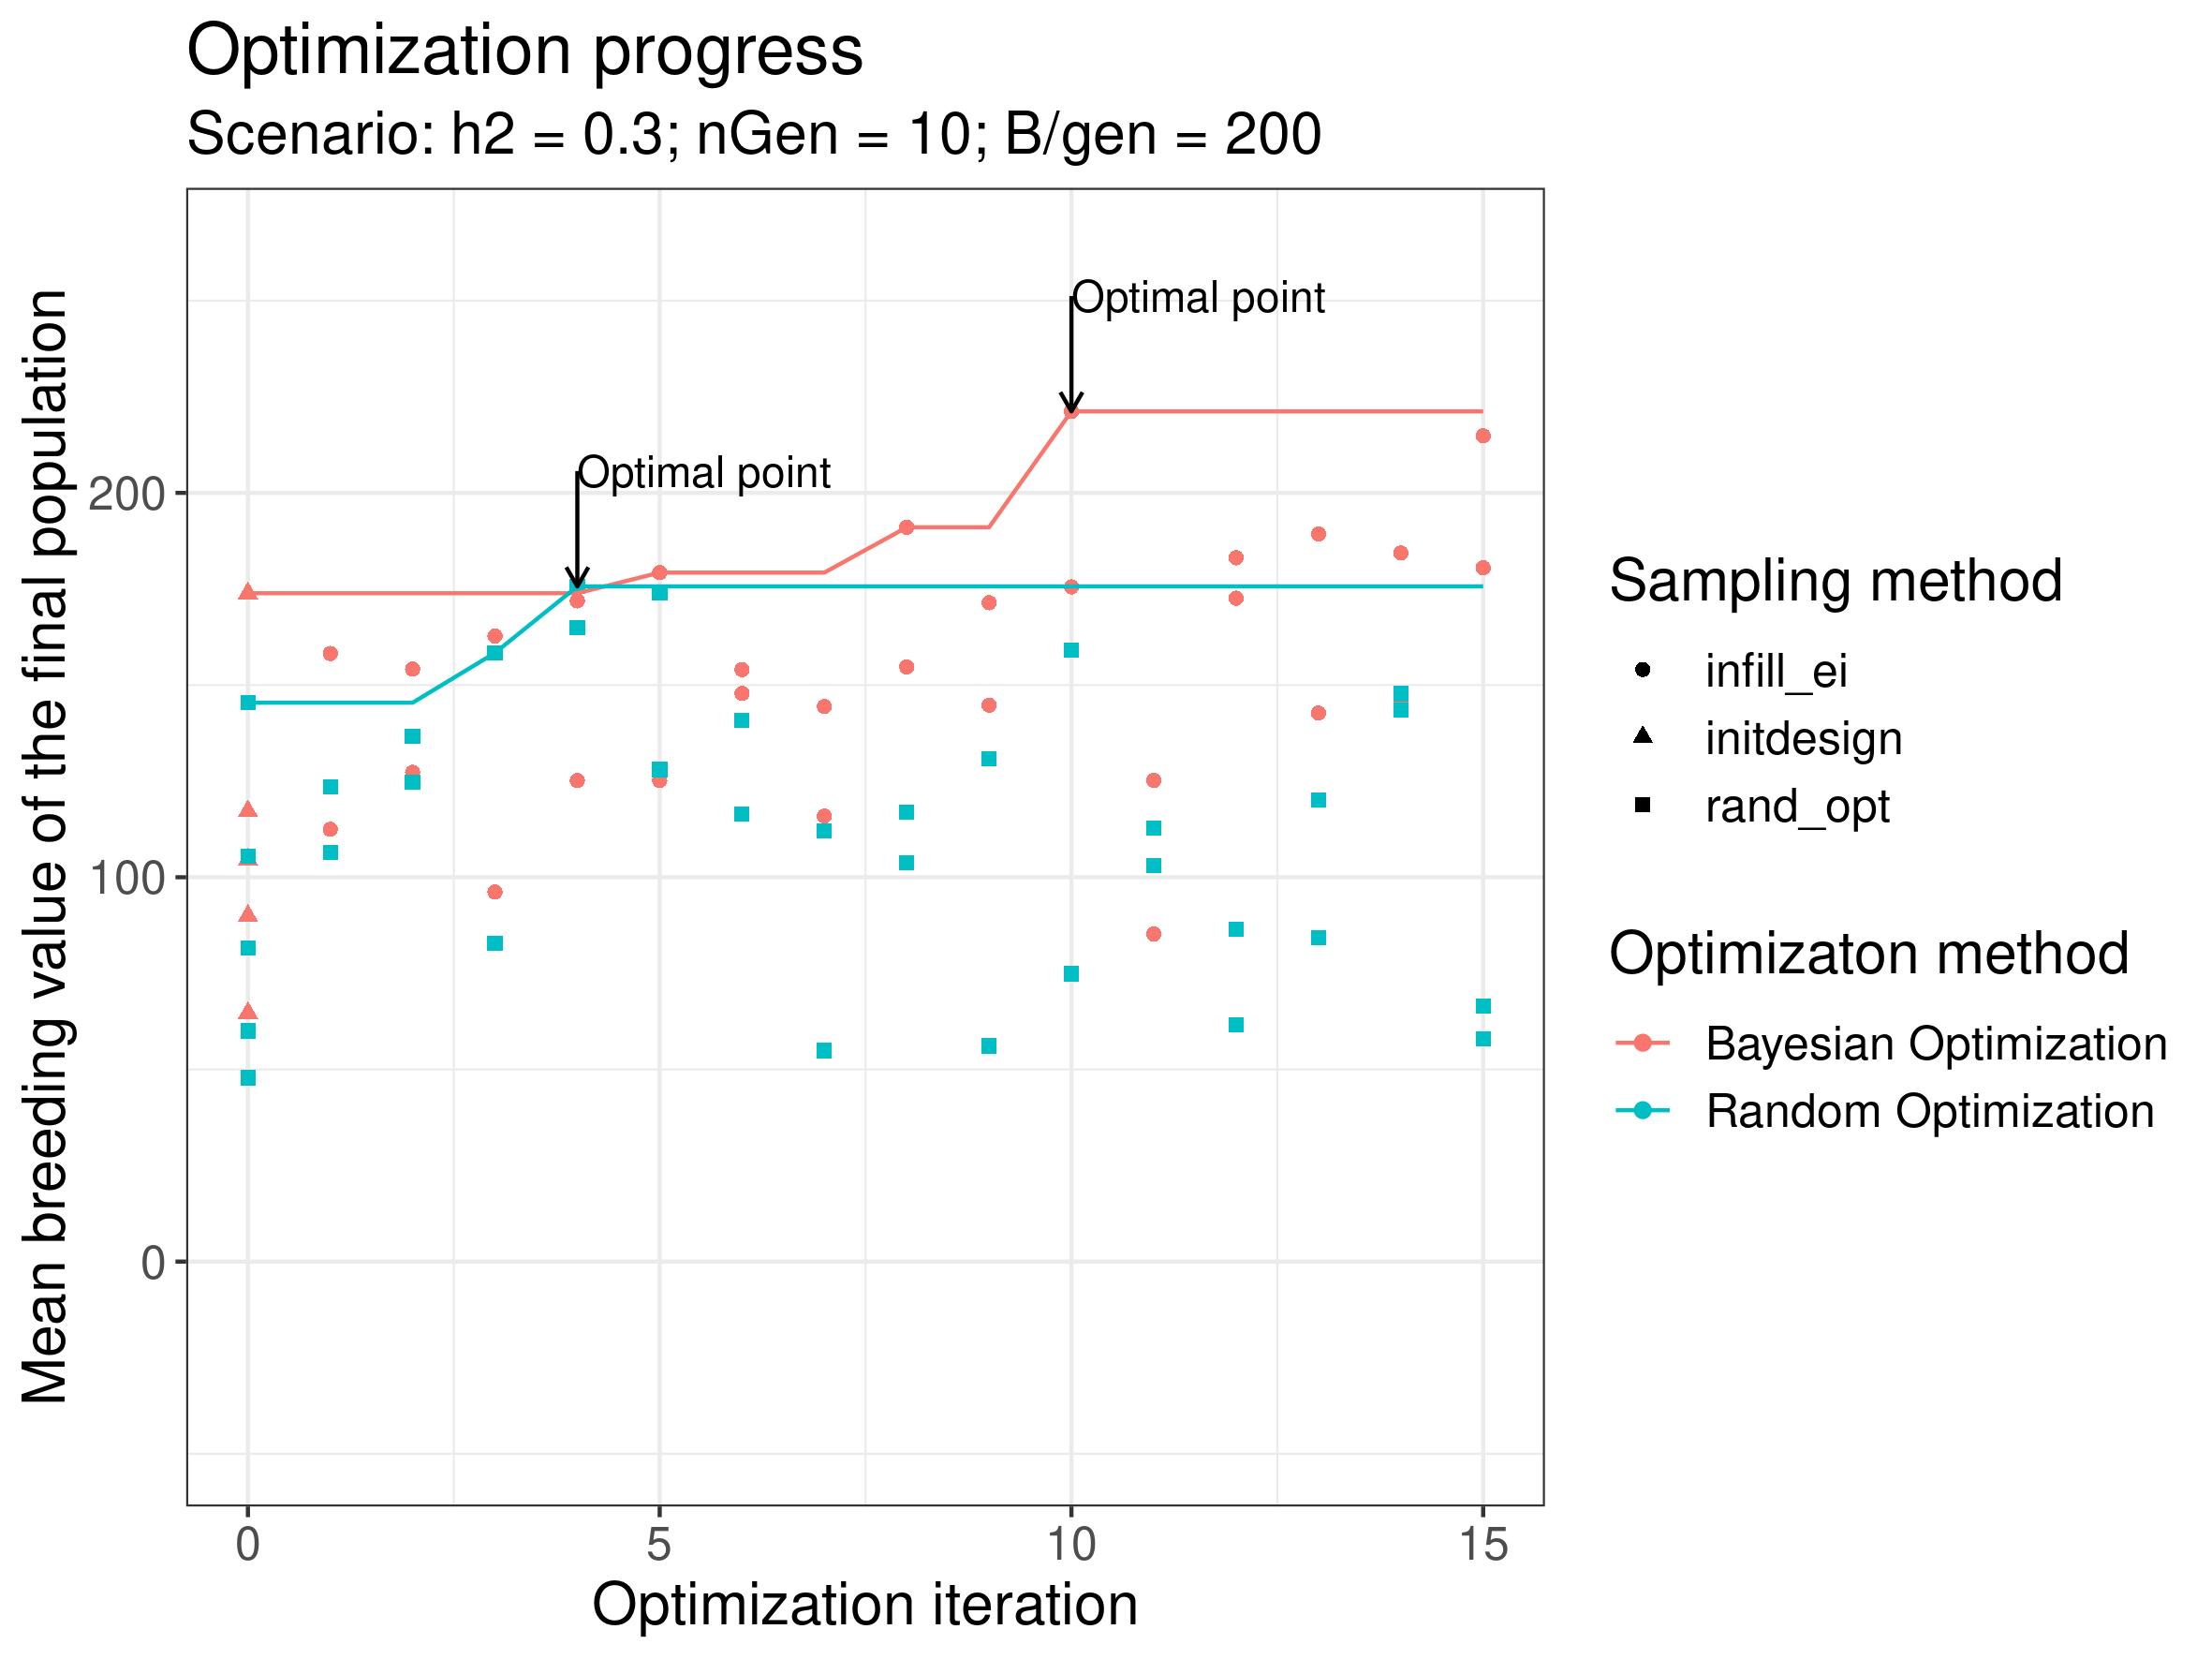 Optimization progress
Scenario: h2 = 0.3; nGen = 10; B/gen = 200
Mean breeding value of the final population
200
100
0
Optimal point
Optimal point
0
5
10
15
Optimization iteration
Sampling method
infill_ei
initdesign
rand_opt
Optimizaton method
Bayesian Optimization
Random Optimization